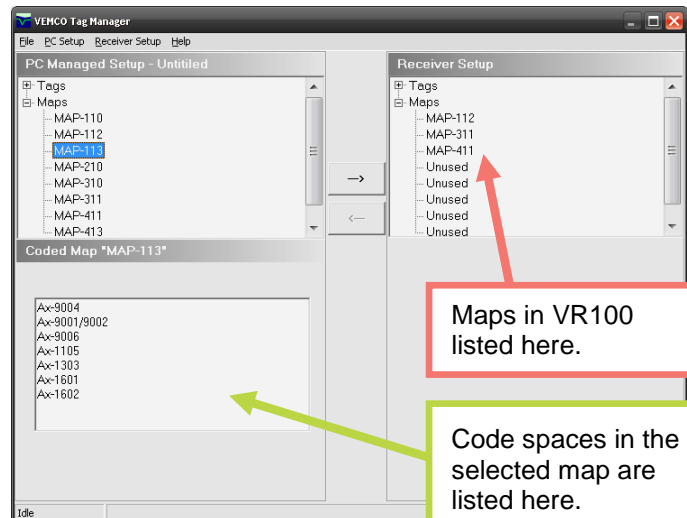 VEMCO Tag Manager
File PC Setup Receiver Setup Help
PC Managed Setup - Untitiled
Tags
Maps
MAP-110
MAP-112
MAP-113
MAP-210
MAP-310
MAP-311
MAP-411
MAP-413
Coded Map "MAP-113"
Ax-9004
Ax-9001/9002
Ax-9006
Ax-1105
Ax-1303
Ax-1601
Ax-1602
Idle
-->
<--
Receiver Setup
Tags
Maps
MAP-112
MAP-311
MAP-411
Unused
Unused
Unused
Unused
Unused
Maps in VR100
listed here.
Code spaces in the
selected map are
listed here.